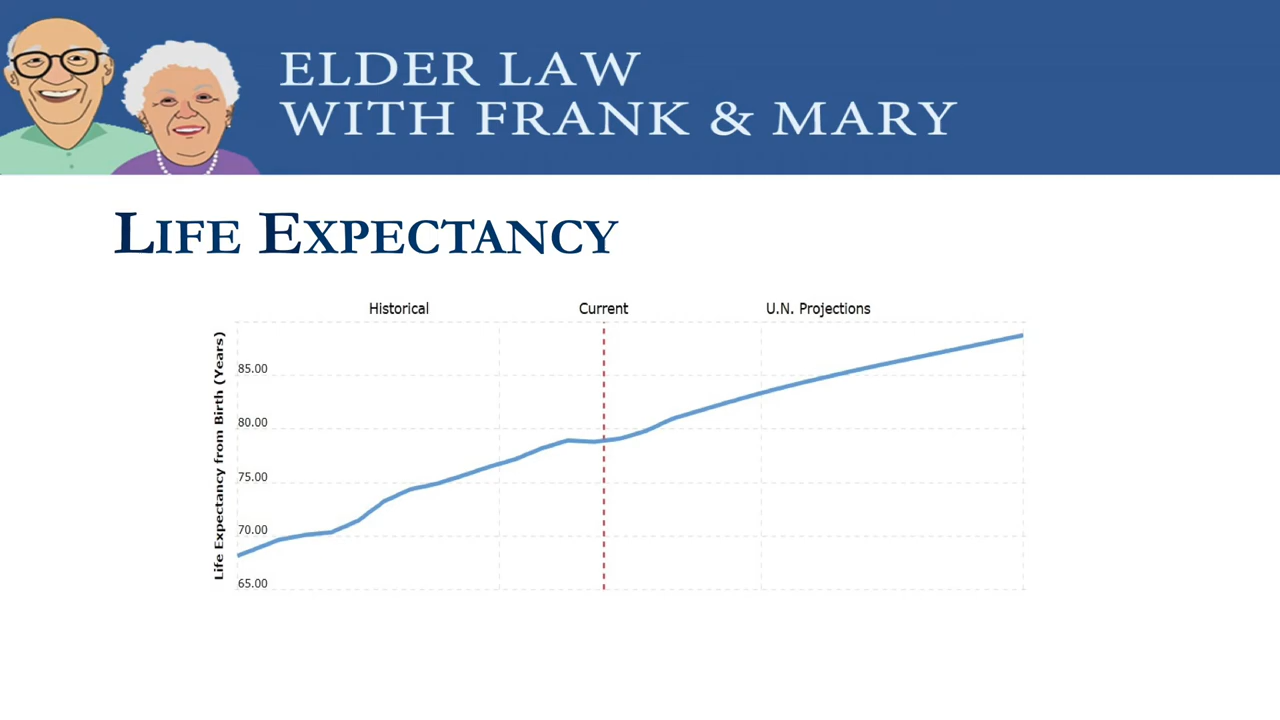 ELDER LAW
WITH FRANK & MARY
LIFE EXPECTANCY
Historical Current U.N. Projections
Life Expectancy from Birth (Years)
85.00
80.00
75.00
70.00
65.00